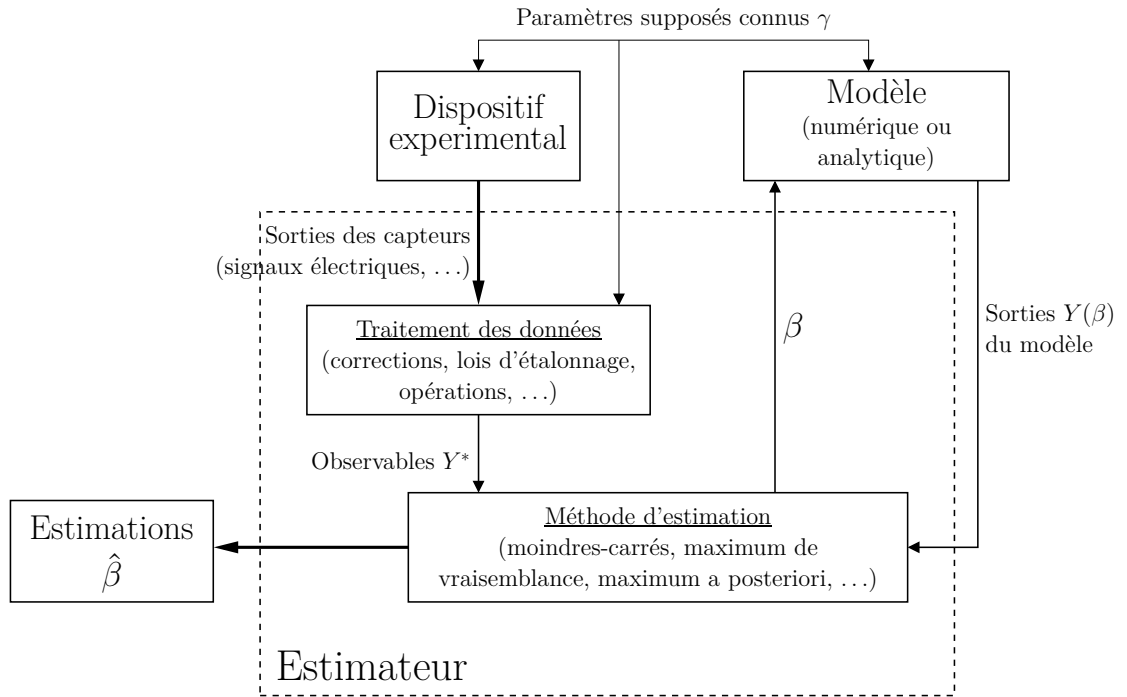 Paramètres supposés connus γ
Dispositif
experimental
Modèle
(numérique ou
analytique)
Sorties des capteurs
(signaux électriques, …)
Traitement des données
(corrections, lois d'étalonnage,
opérations, …)
β
Sorties Y(β)
du modèle
Observables Y*
Méthode d'estimation
(moindres-carrés, maximum de
vraisemblance, maximum a posteriori, …)
Estimations
β̂
Estimateur